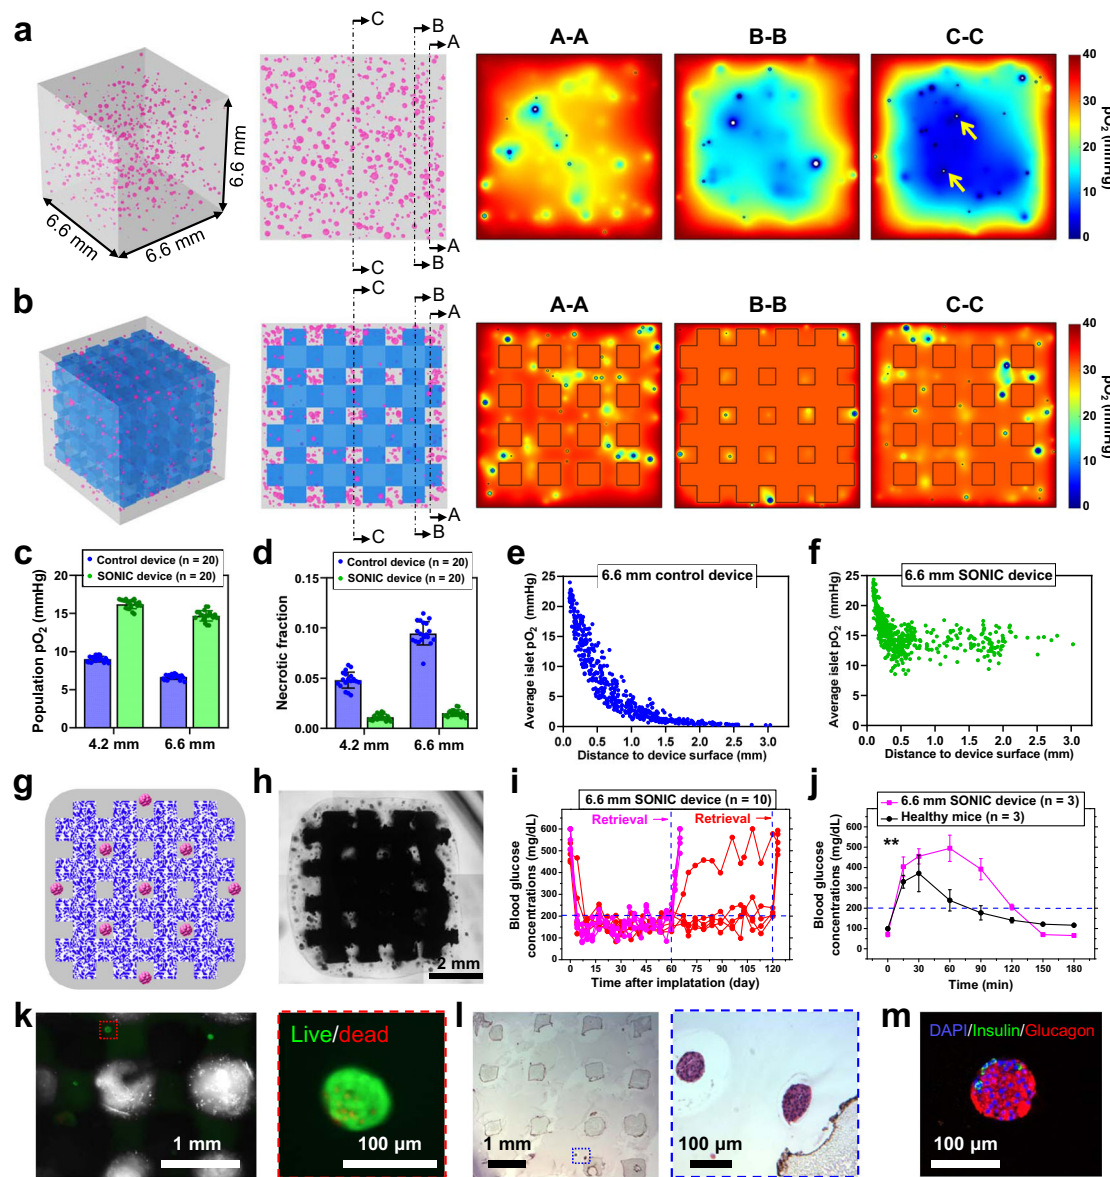 a
6.6 mm
6.6 mm
6.6 mm
C
B
A
A
B
C
A-A
B-B
C-C
40
30
20
10
0
pO2 (mmHg)
b
C
B
A
A
B
C
A-A
B-B
C-C
40
30
20
10
0
pO2 (mmHg)
c
Control device (n = 20)
SONIC device (n = 20)
Population pO2 (mmHg)
20
15
10
5
0
4.2 mm
6.6 mm
d
Control device (n = 20)
SONIC device (n = 20)
Necrotic fraction
0.15
0.10
0.05
0.00
4.2 mm
6.6 mm
e
6.6 mm control device
Average islet pO2 (mmHg)
25
20
15
10
5
0
0.0 0.5 1.0 1.5 2.0 2.5 3.0
Distance to device surface (mm)
f
6.6 mm SONIC device
Average islet pO2 (mmHg)
25
20
15
10
5
0
0.0 0.5 1.0 1.5 2.0 2.5 3.0
Distance to device surface (mm)
g
h
2 mm
i
6.6 mm SONIC device (n = 10)
Retrieval
Retrieval
Blood glucose
concentrations (mg/dL)
600
500
400
300
200
100
0
0 15 30 45 60 75 90 105 120
Time after implatation (day)
j
6.6 mm SONIC device (n = 3)
Healthy mice (n = 3)
**
Blood glucose
concentrations (mg/dL)
600
500
400
300
200
100
0
0 30 60 90 120 150 180
Time (min)
k
1 mm
Live/dead
100 μm
l
1 mm
100 μm
m
DAPI/Insulin/Glucagon
100 μm